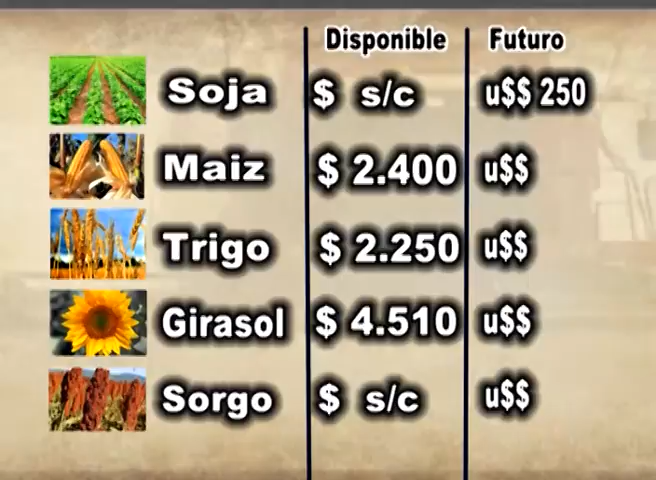 Disponible Futuro
Soja $ s/c u$$ 250
Maiz $ 2.400 u$$
Trigo $ 2.250 u$$
Girasol $ 4.510 u$$
Sorgo $ s/c u$$